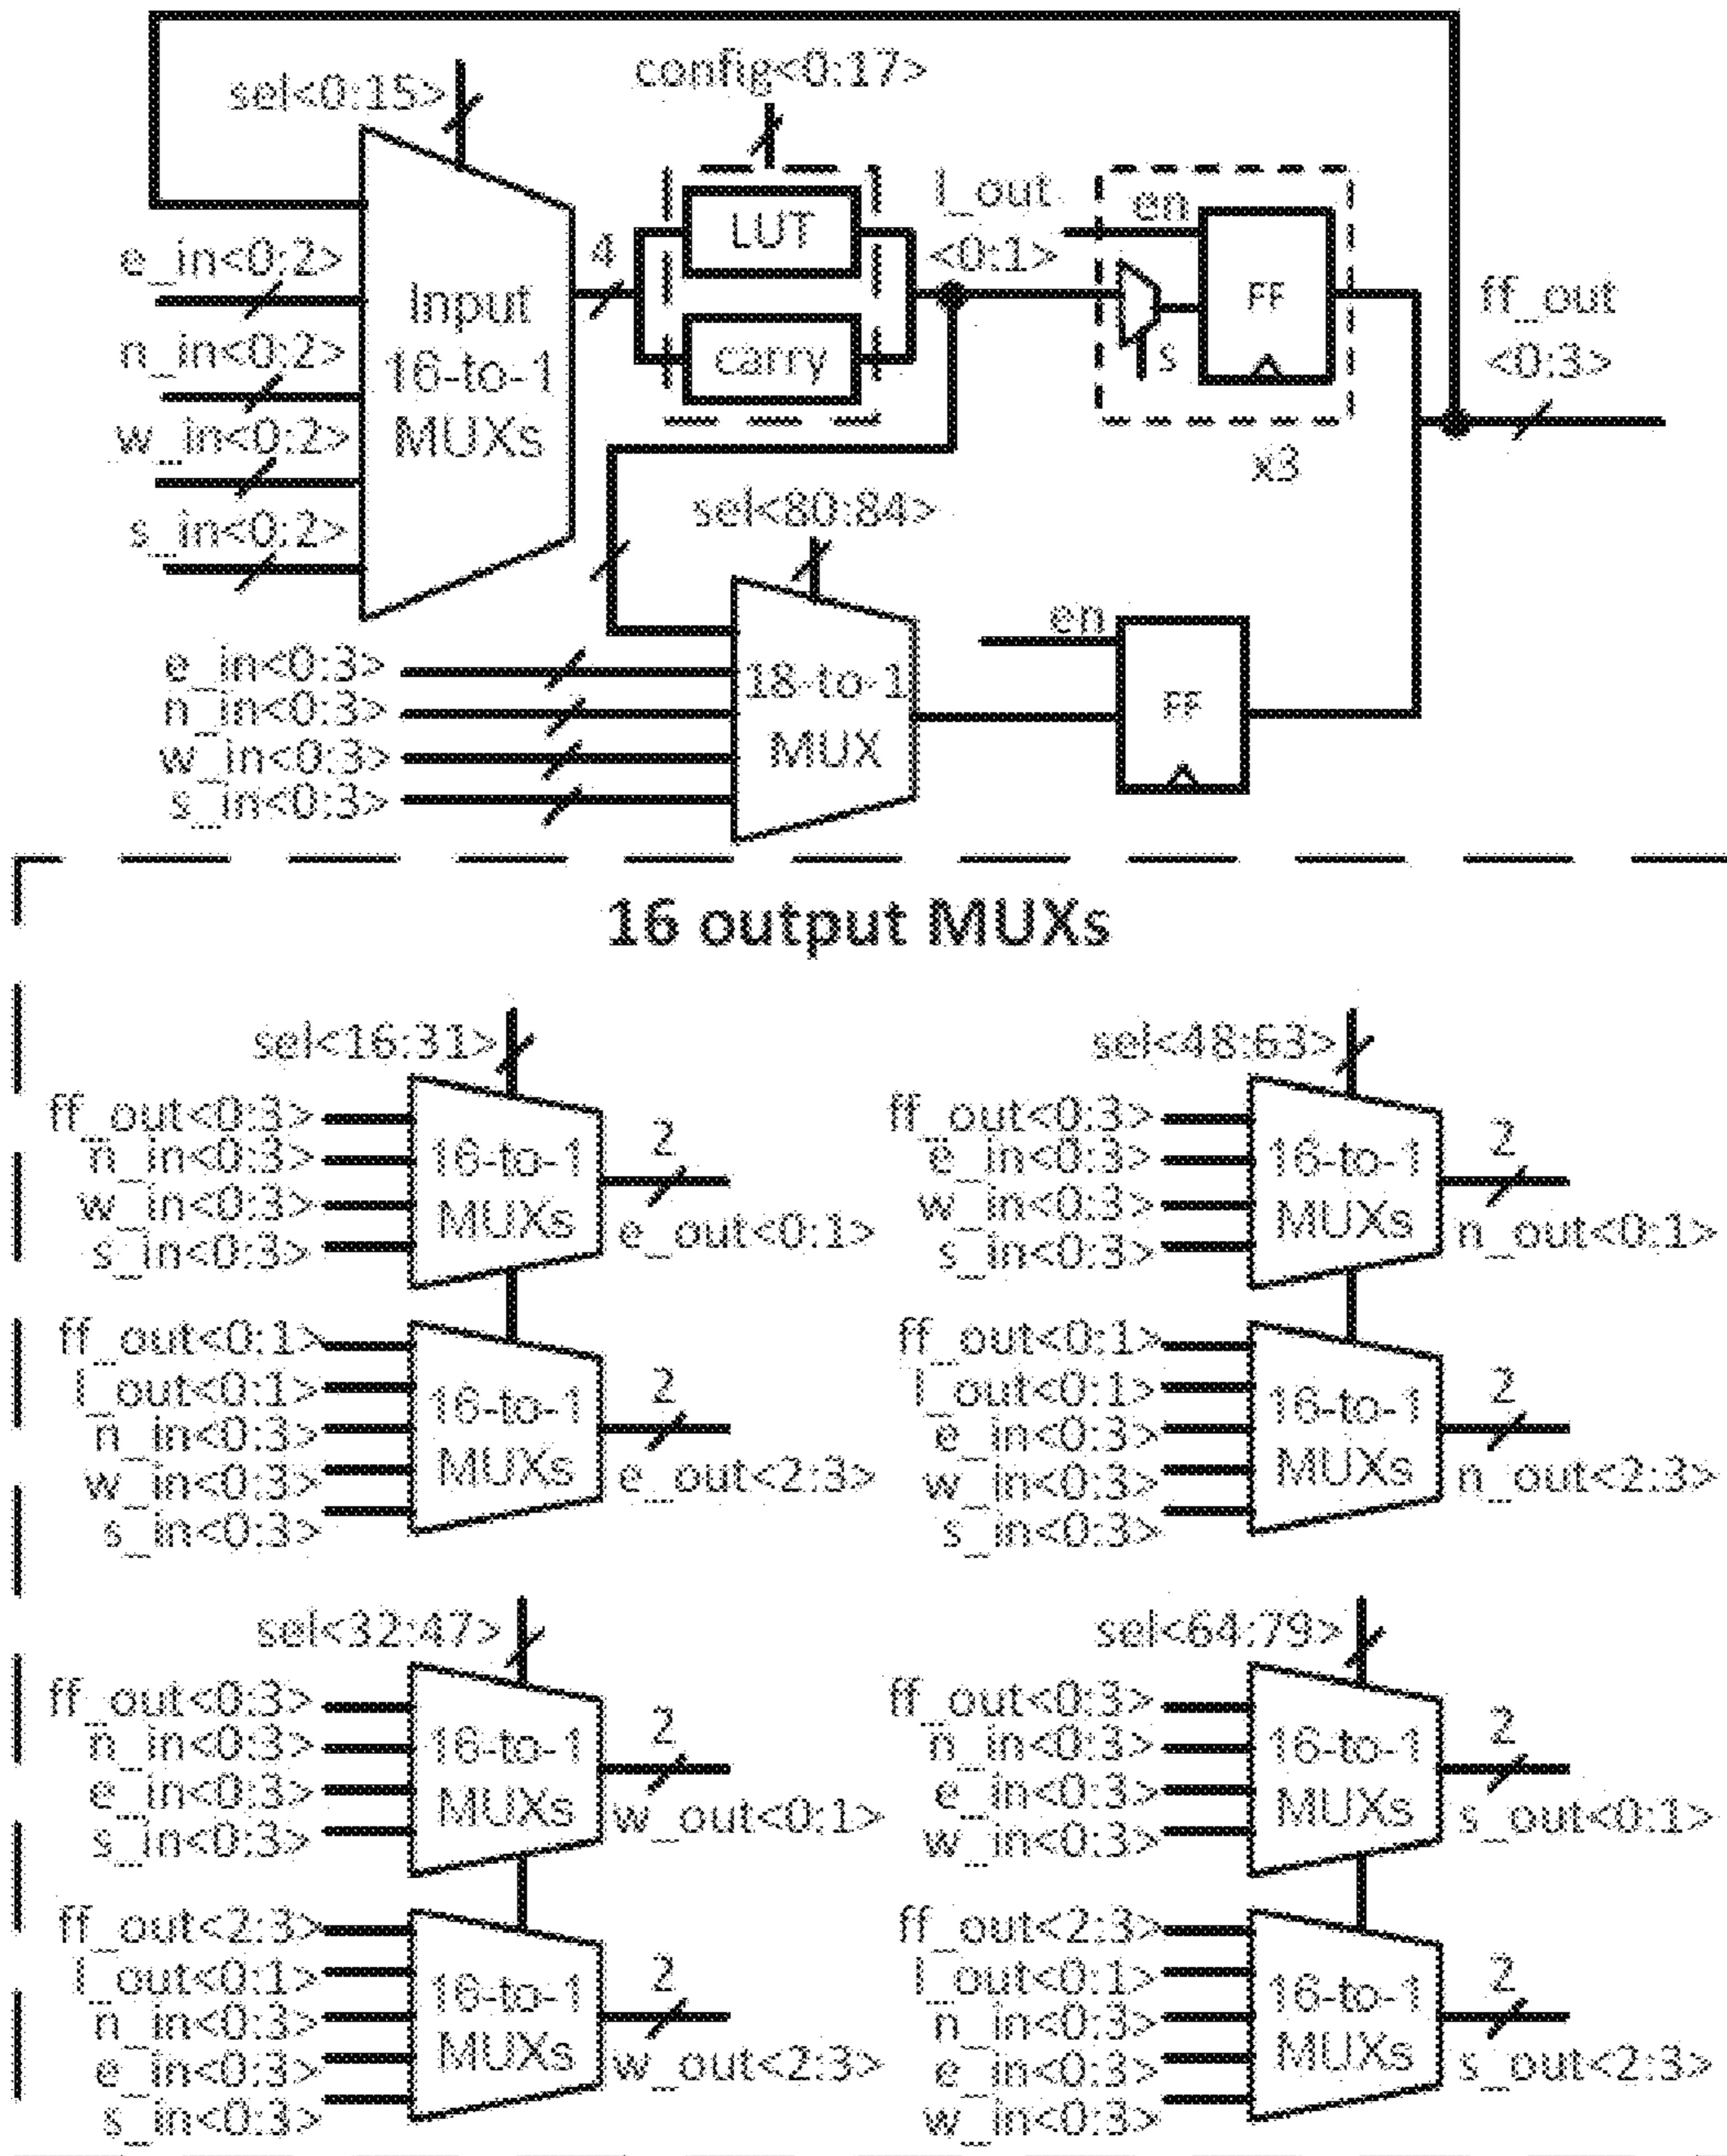 sel<0:15>
config<0:17>
e_in<0:2>
n_in<0:2>
w_in<0:2>
s_in<0:2>
Input
16-to-1
MUXs
4
LUT
carry
l_out
<0:1>
en
s
FF
x3
ff_out
<0:3>
sel<80:84>
e_in<0:3>
n_in<0:3>
w_in<0:3>
s_in<0:3>
18-to-1
MUX
en
FF
16 output MUXs
sel<16:31>
ff_out<0:3>
n_in<0:3>
w_in<0:3>
s_in<0:3>
16-to-1
MUXs
2
e_out<0:1>
ff_out<0:1>
l_out<0:1>
n_in<0:3>
w_in<0:3>
s_in<0:3>
16-to-1
MUXs
2
e_out<2:3>
sel<48:63>
ff_out<0:3>
e_in<0:3>
w_in<0:3>
s_in<0:3>
16-to-1
MUXs
2
n_out<0:1>
ff_out<0:1>
l_out<0:1>
e_in<0:3>
w_in<0:3>
s_in<0:3>
16-to-1
MUXs
2
n_out<2:3>
sel<32:47>
ff_out<0:3>
n_in<0:3>
e_in<0:3>
s_in<0:3>
16-to-1
MUXs
2
w_out<0:1>
ff_out<2:3>
l_out<0:1>
n_in<0:3>
e_in<0:3>
s_in<0:3>
16-to-1
MUXs
2
w_out<2:3>
sel<64:79>
ff_out<0:3>
n_in<0:3>
e_in<0:3>
w_in<0:3>
16-to-1
MUXs
2
s_out<0:1>
ff_out<2:3>
l_out<0:1>
n_in<0:3>
e_in<0:3>
w_in<0:3>
16-to-1
MUXs
2
s_out<2:3>